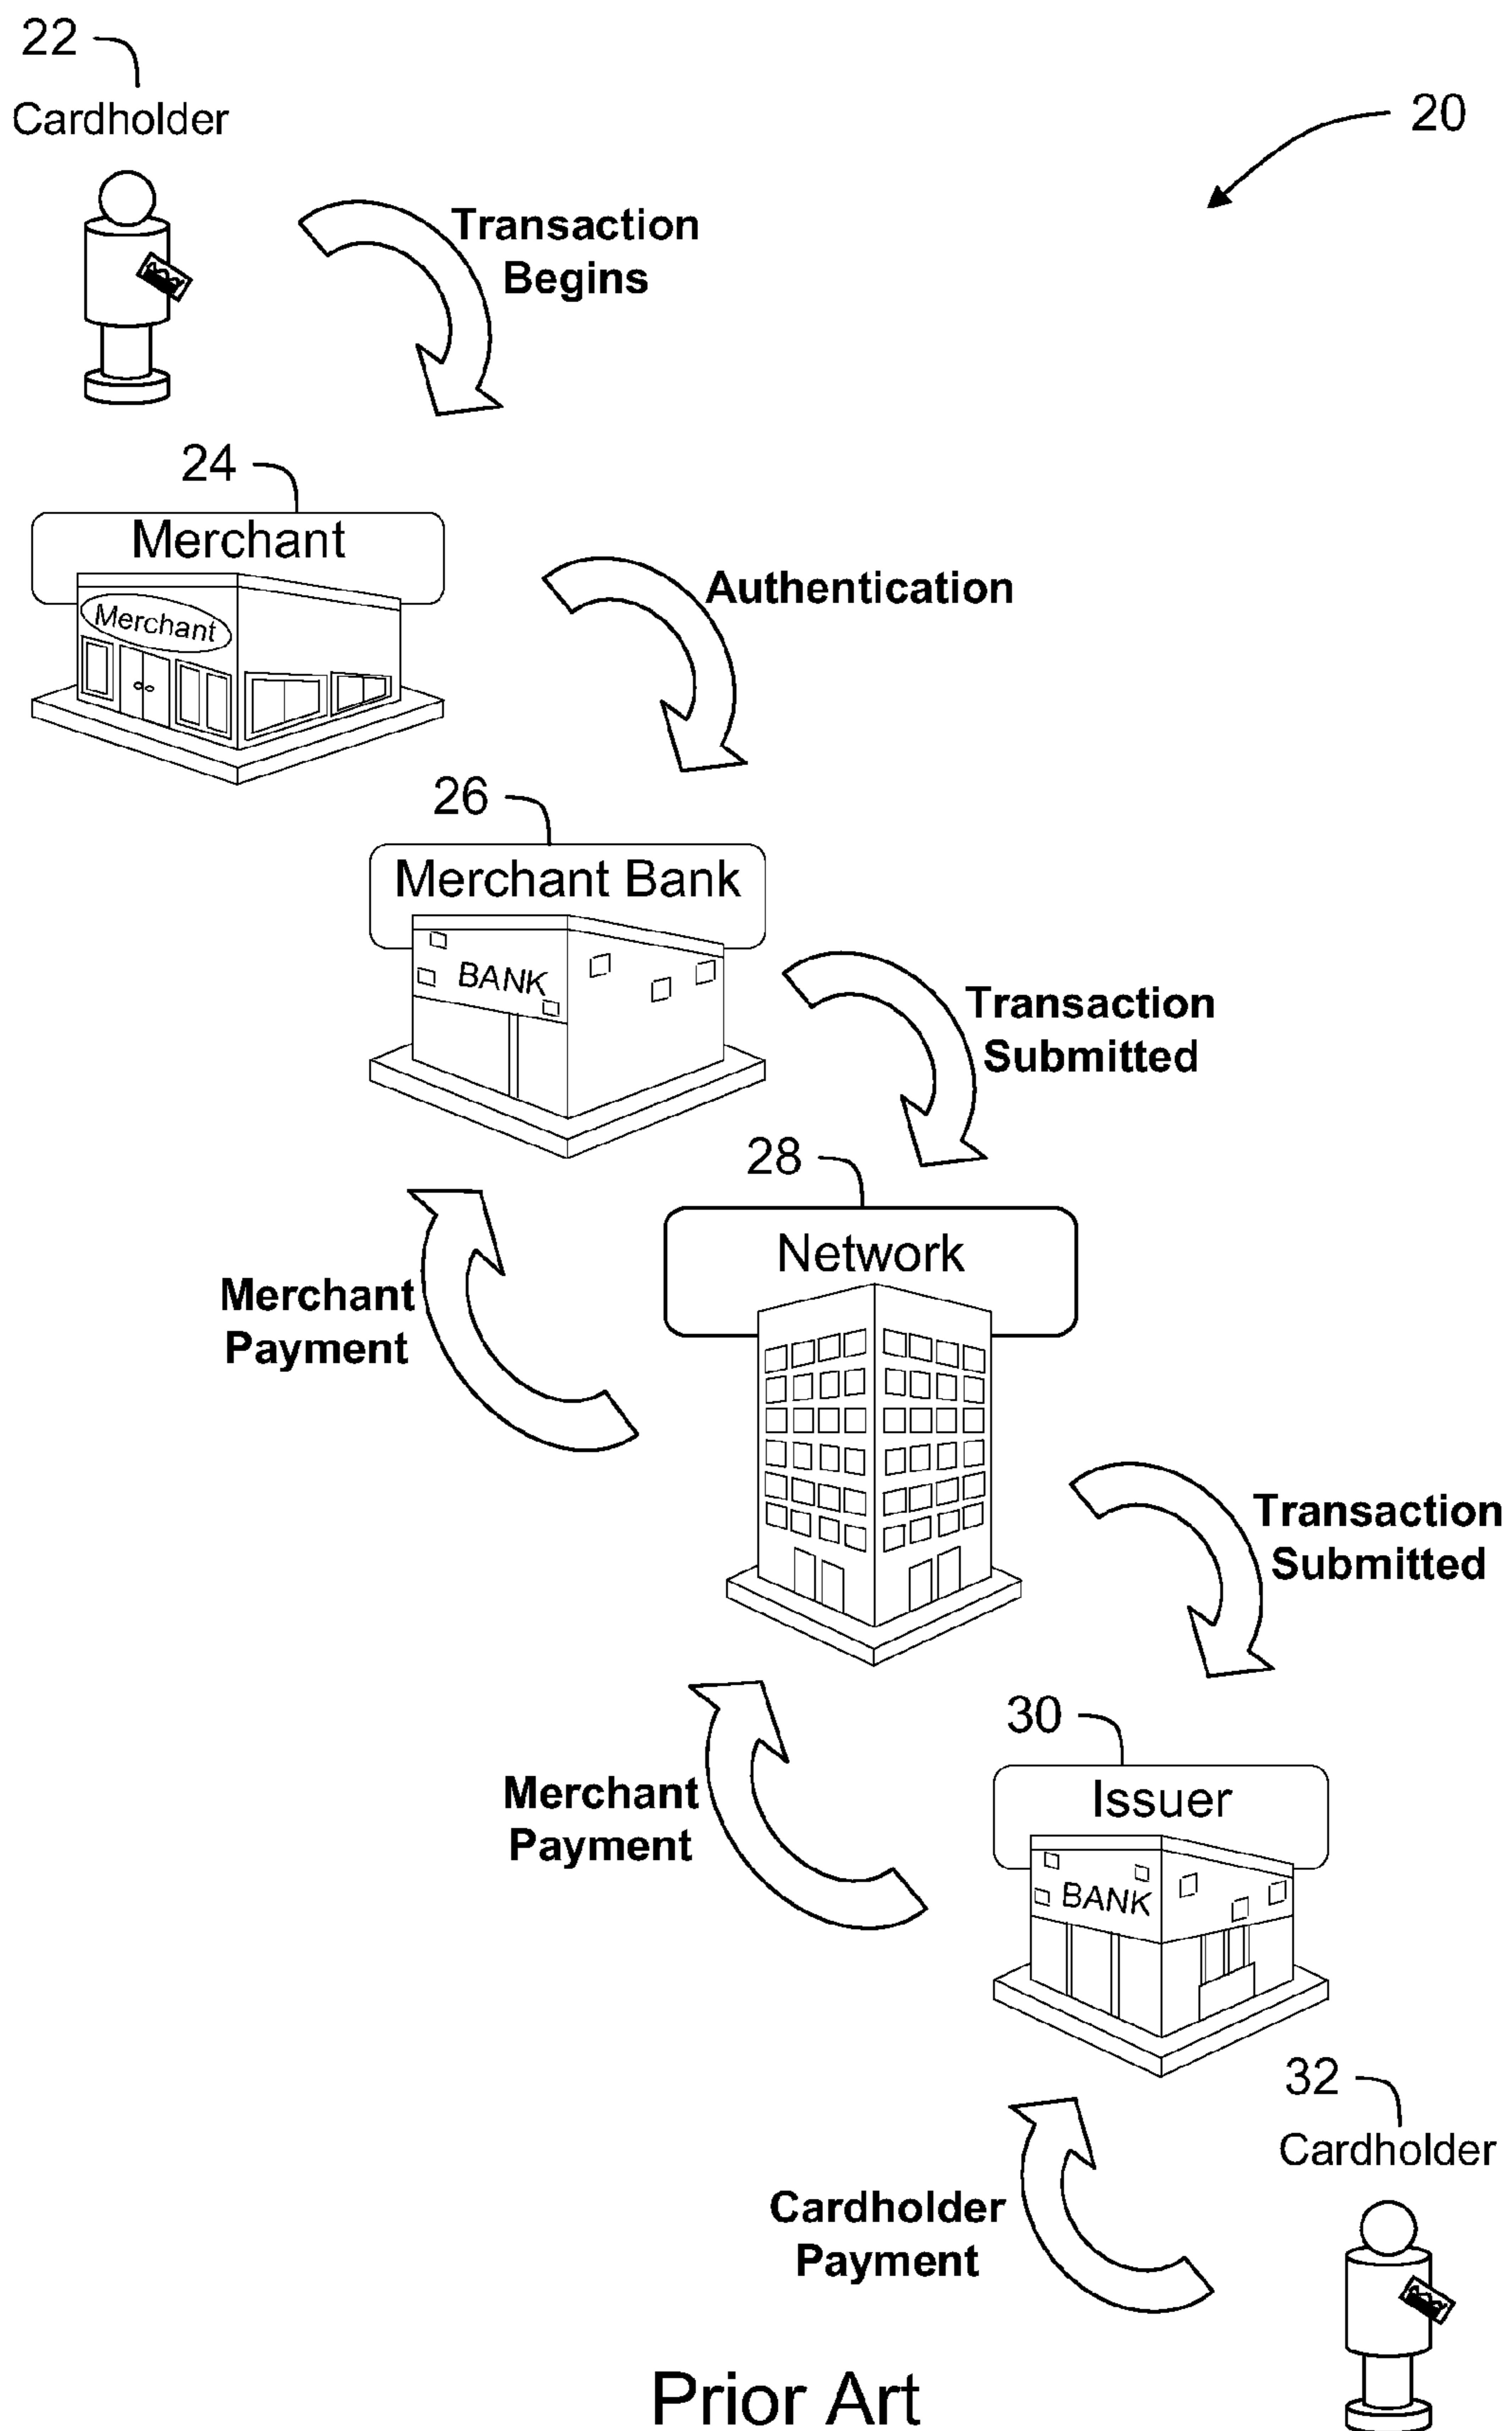 22
Cardholder
20
Transaction
Begins
24
Merchant
Merchant
Authentication
26
Merchant Bank
BANK
Transaction
Submitted
28
Network
Merchant
Payment
Transaction
Submitted
30
Issuer
BANK
Merchant
Payment
32
Cardholder
Cardholder
Payment
Prior Art